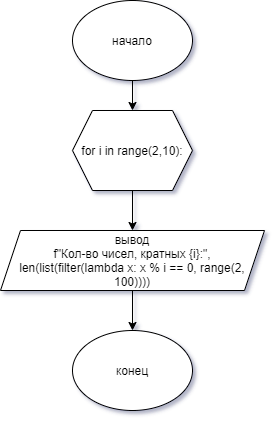 начало
for i in range(2,10):
вывод
f"Кол-во чисел, кратных {i}:",
len(list(filter(lambda x: x % i == 0, range(2,
100))))
конец